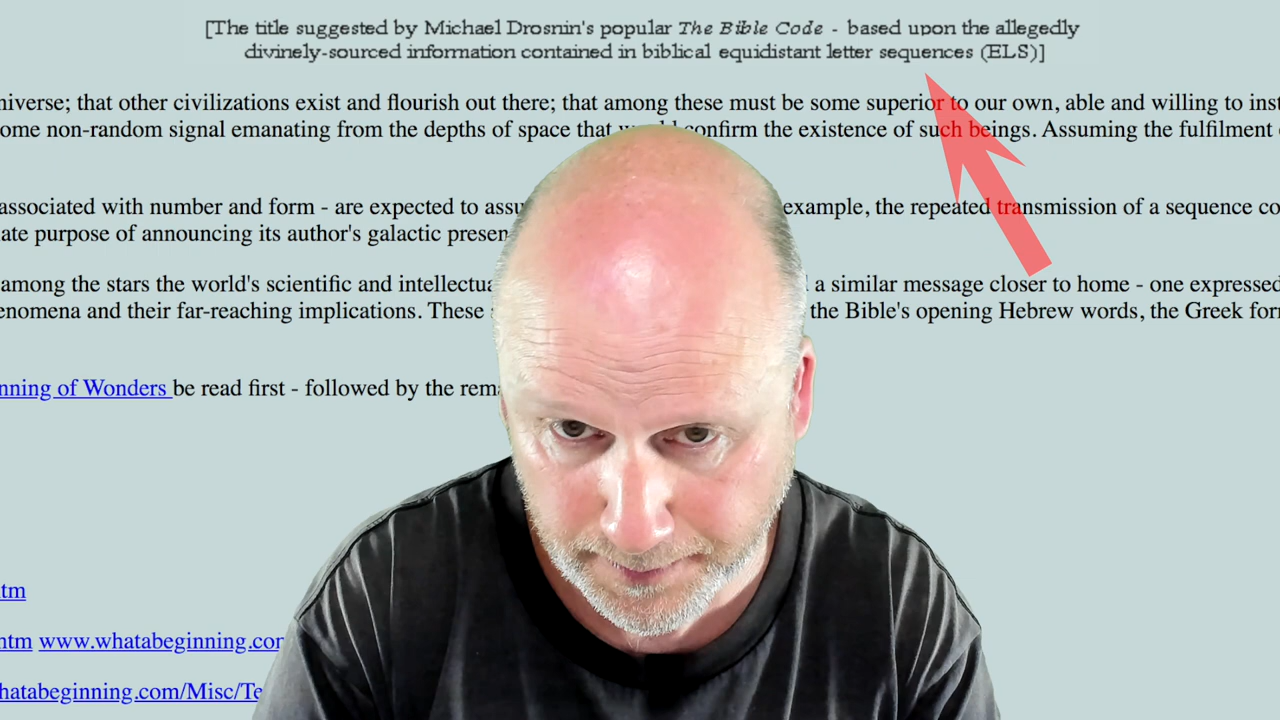 [The title suggested by Michael Drosnin's popular The Bible Code - based upon the allegedly
divinely-sourced information contained in biblical equidistant letter sequences (ELS)]
niverse; that other civilizations exist and flourish out there; that among these must be some superior to our own, able and willing to inst
ome non-random signal emanating from the depths of space that would confirm the existence of such beings. Assuming the fulfilment
associated with number and form - are expected to assu example, the repeated transmission of a sequence co
ate purpose of announcing its author's galactic presen
among the stars the world's scientific and intellectua a similar message closer to home - one expressed
enomena and their far-reaching implications. These the Bible's opening Hebrew words, the Greek for
nning of Wonders be read first - followed by the rem
tm
htm www.whatabeginning.co
hatabeginning.com/Misc/Te